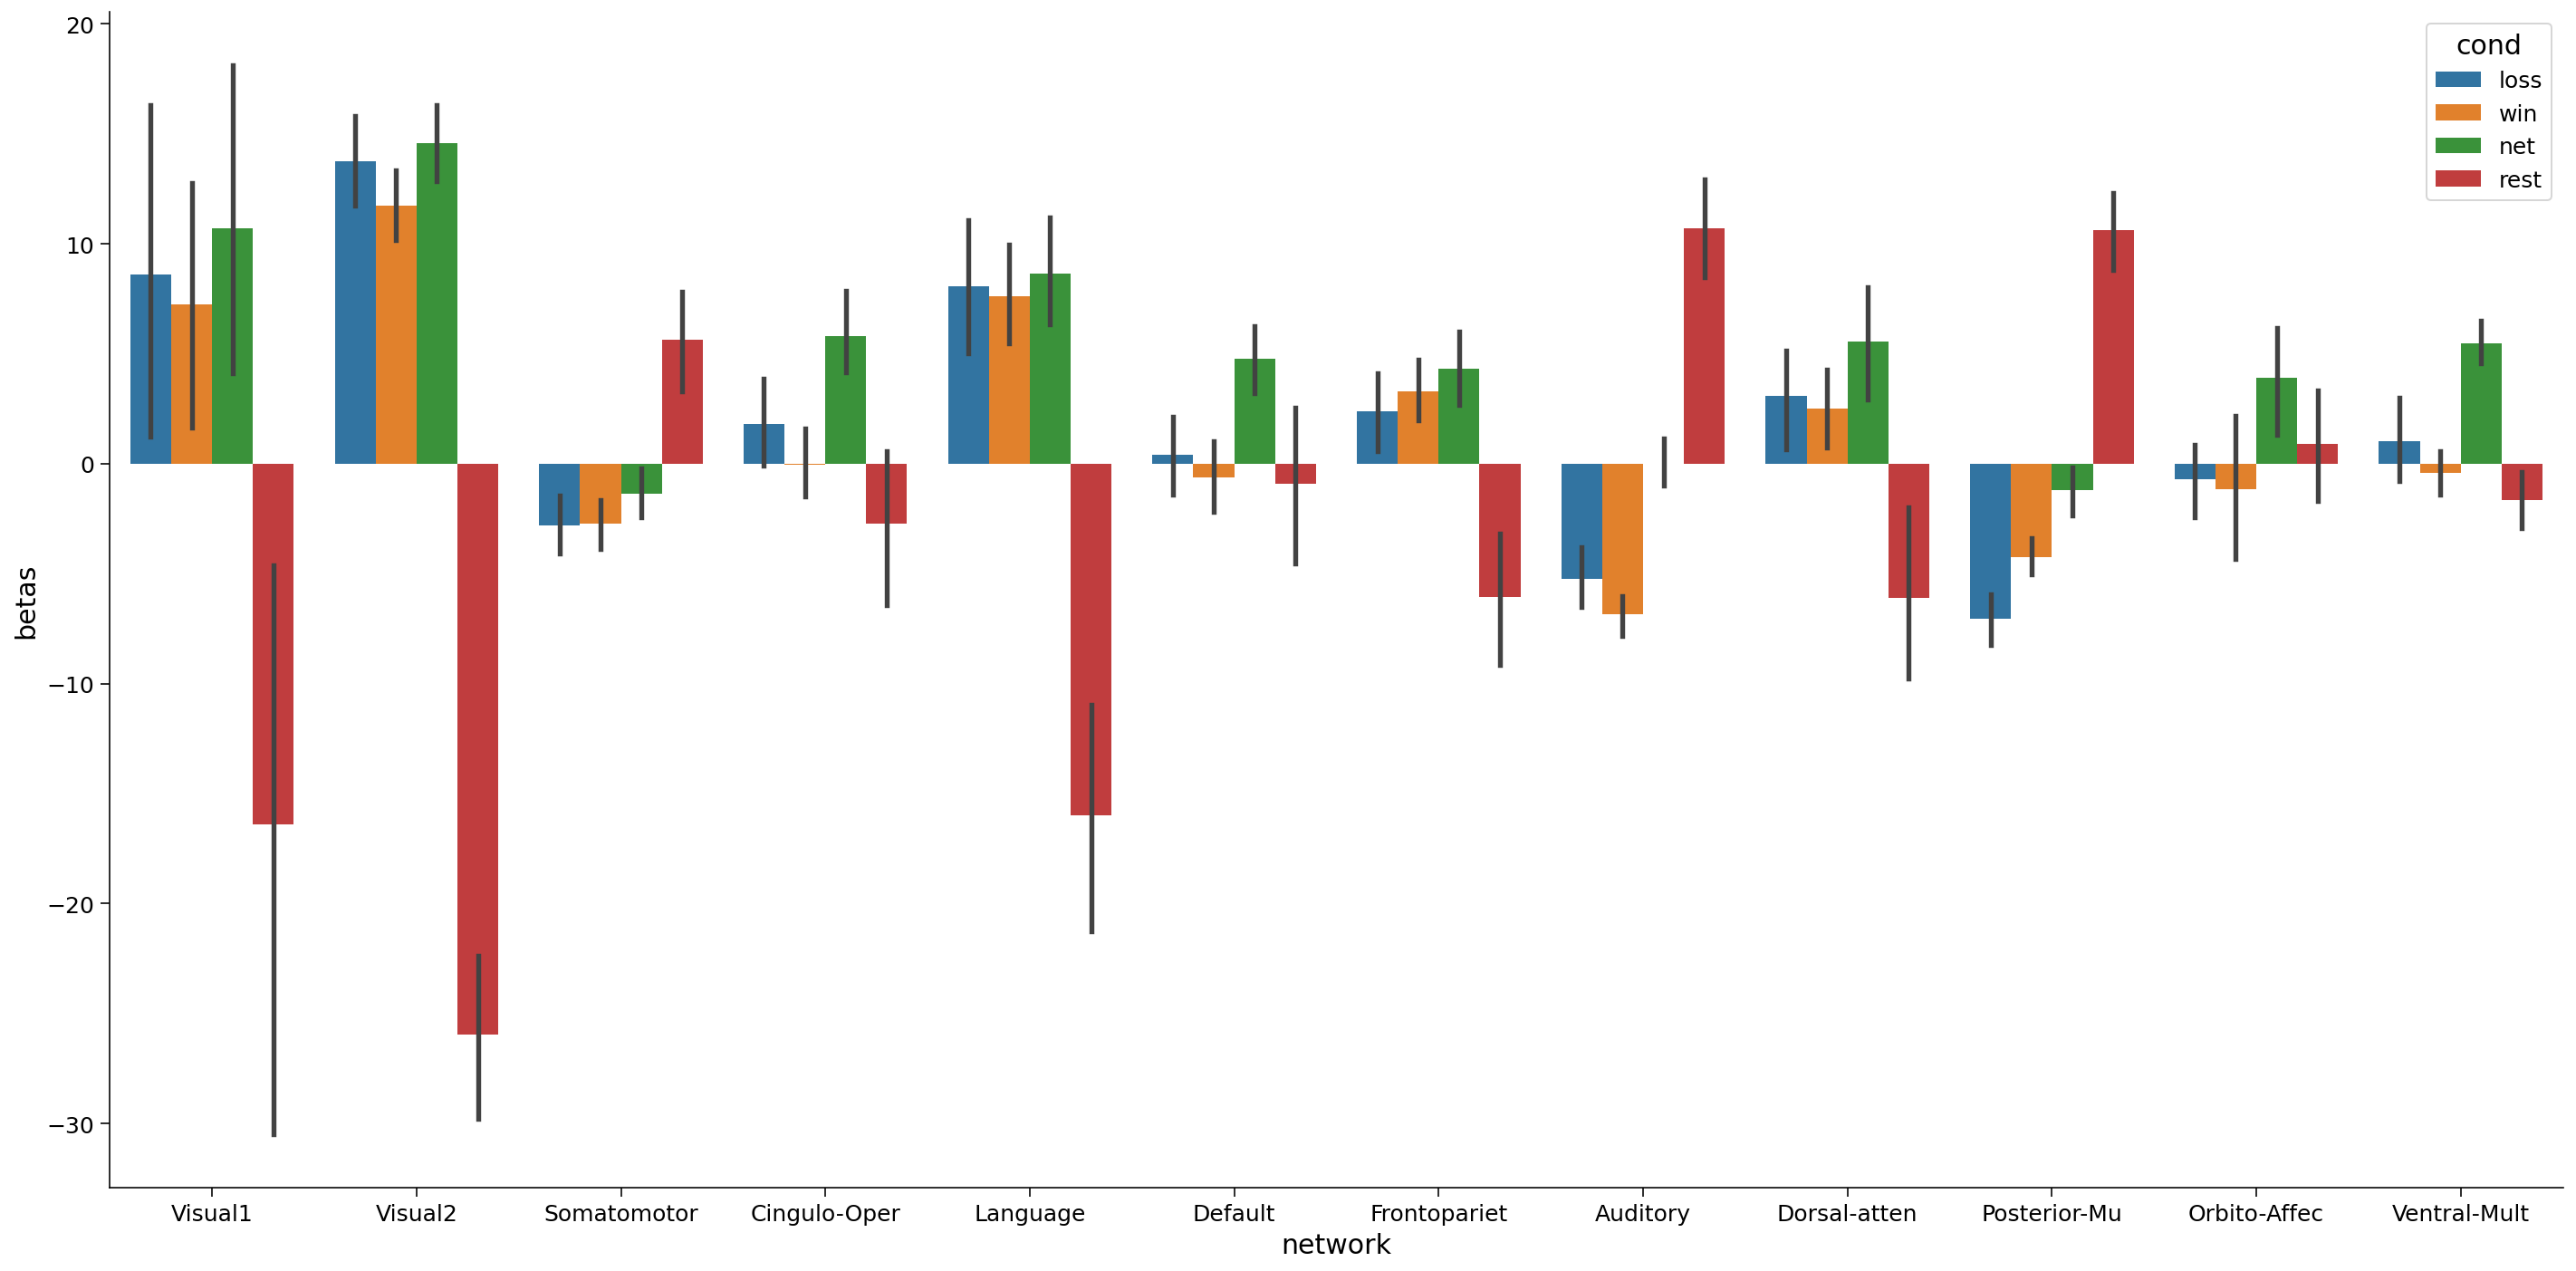 20
10
0
−10
−20
−30
betas
cond
loss
win
net
rest
Visual1 Visual2 Somatomotor Cingulo-Oper Language Default Frontopariet Auditory Dorsal-atten Posterior-Mu Orbito-Affec Ventral-Mult
network